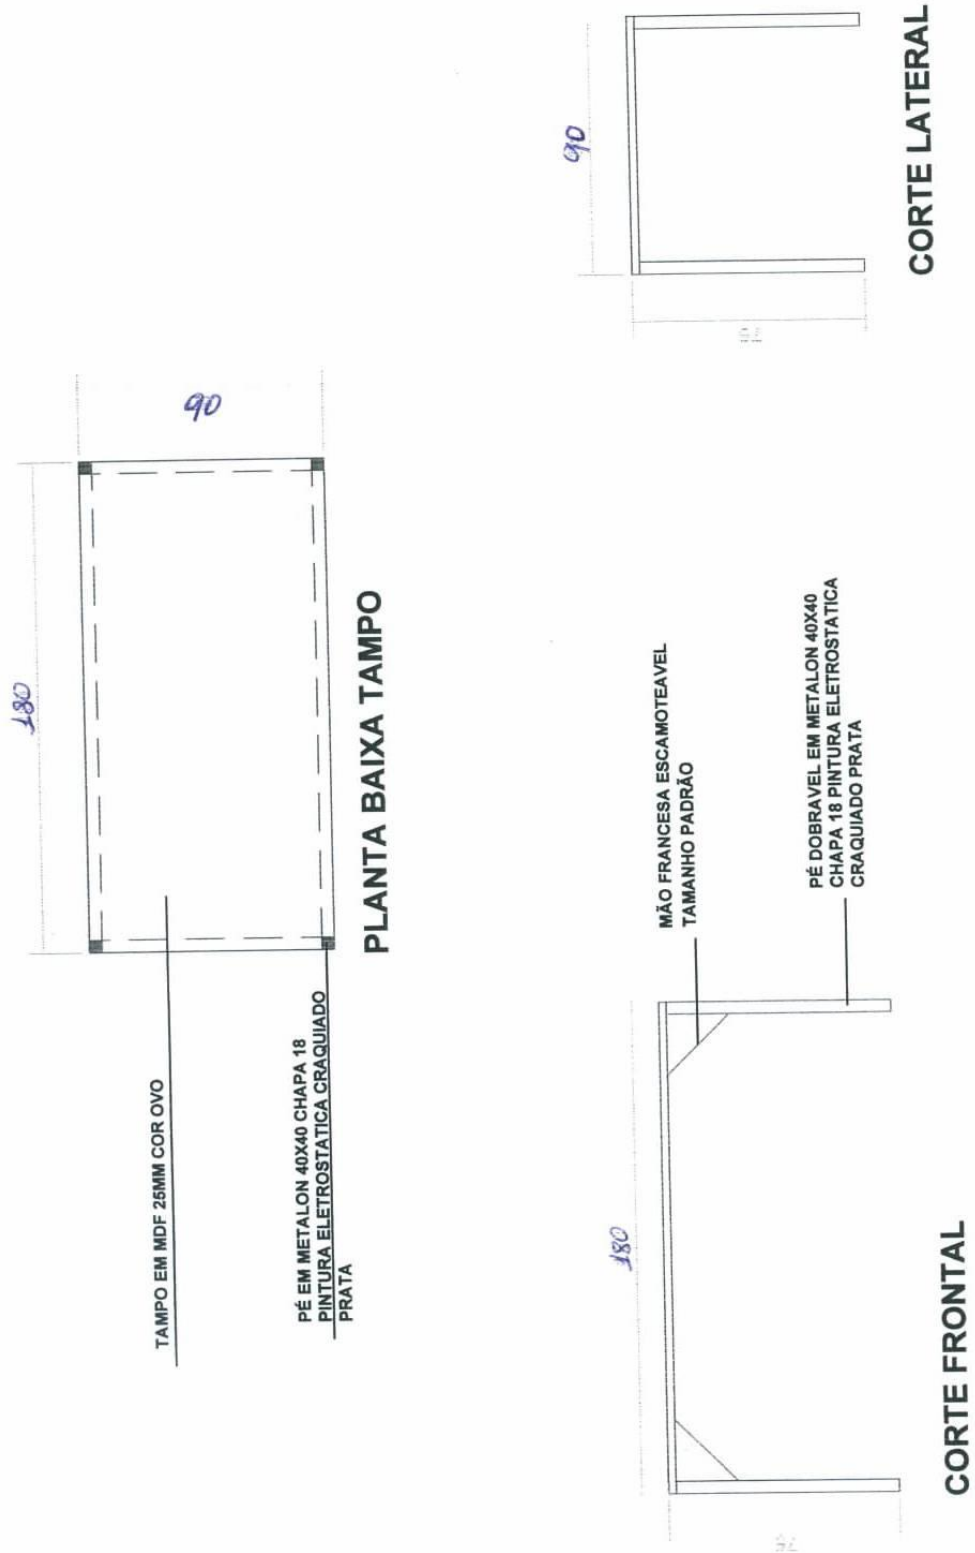 180
90
TAMPO EM MDF 25MM COR OVO
PÉ EM METALON 40X40 CHAPA 18
PINTURA ELETROSTATICA CRAQUIADO
PRATA
PLANTA BAIXA TAMPO
180
MÃO FRANCESA ESCAMOTEAVEL
TAMANHO PADRÃO
PÉ DOBRAVEL EM METALON 40X40
CHAPA 18 PINTURA ELETROSTATICA
CRAQUIADO PRATA
CORTE FRONTAL
90
CORTE LATERAL